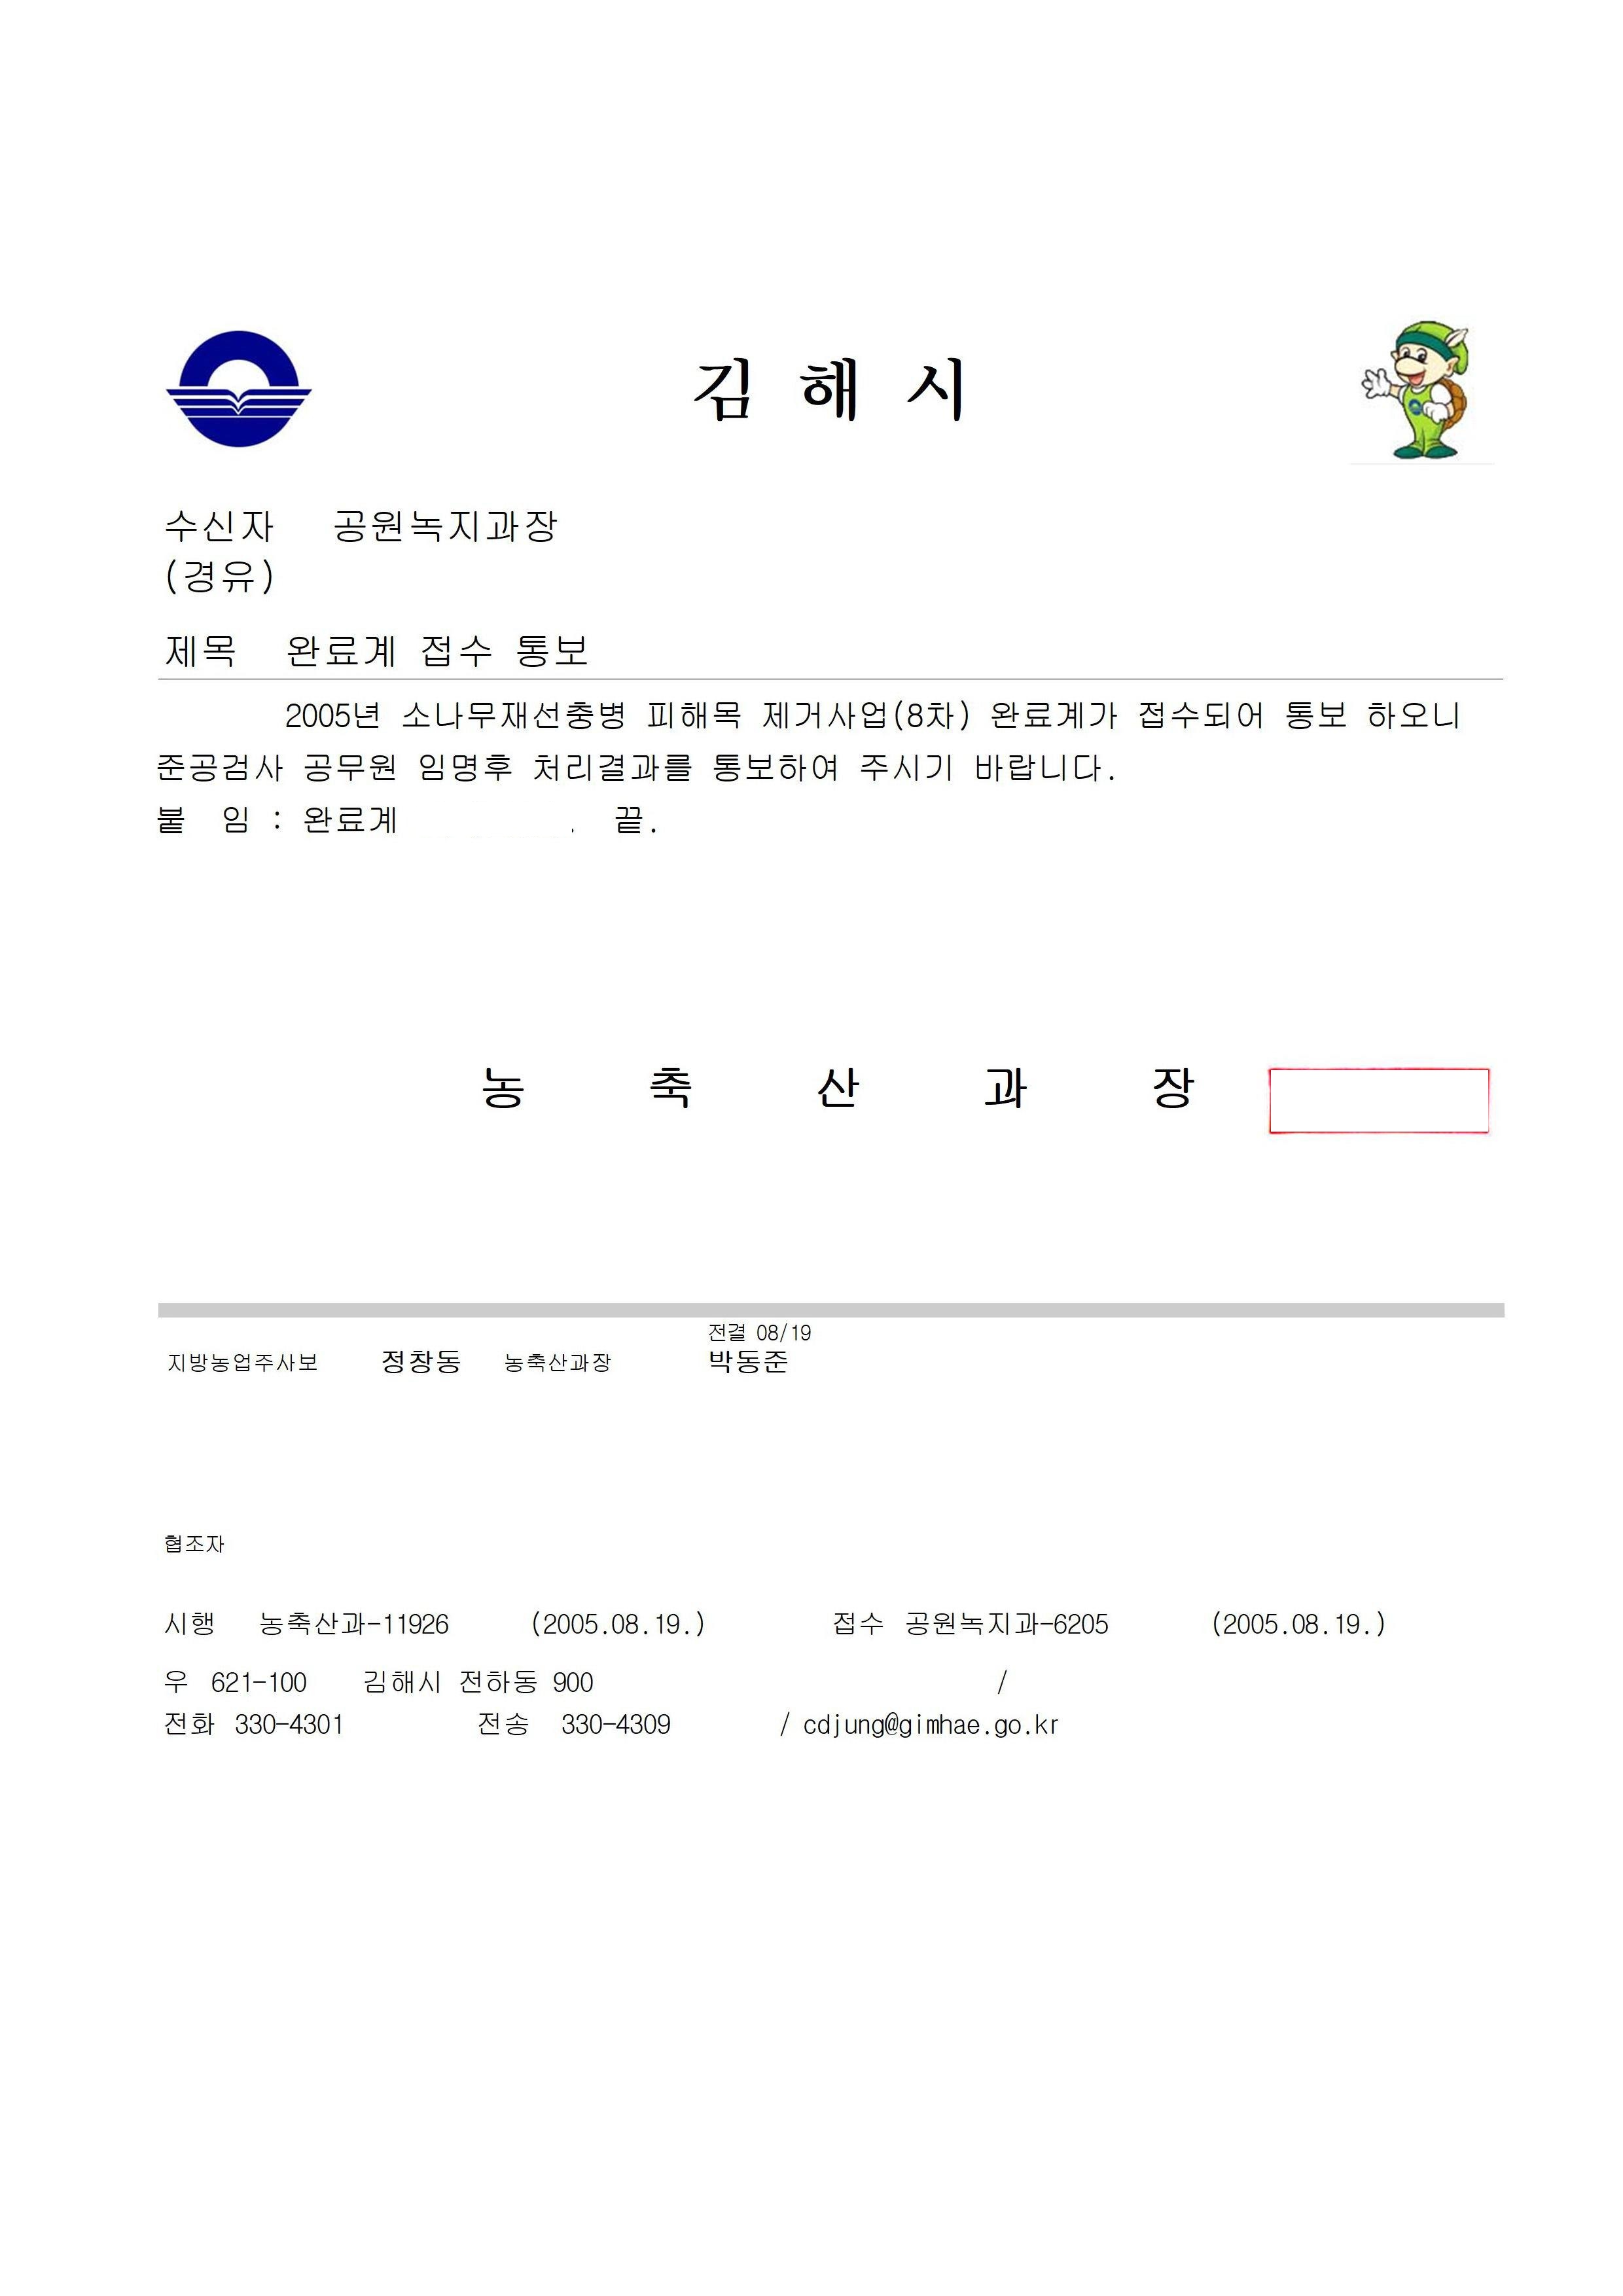 김 해 시
수신자 공원녹지과장
(경유)
제목 완료계 접수 통보
2005년 소나무재선충병 피해목 제거사업(8차) 완료계가 접수되어 통보 하오니
준공검사 공무원 임명후 처리결과를 통보하여 주시기 바랍니다.
붙 임 : 완료계 . 끝.
농 축 산 과 장
전결 08/19
지방농업주사보 정창동 농축산과장 박동준
협조자
시행 농축산과-11926 (2005.08.19.) 접수 공원녹지과-6205 (2005.08.19.)
우 621-100 김해시 전하동 900 /
전화 330-4301 전송 330-4309 / cdjung@gimhae.go.kr